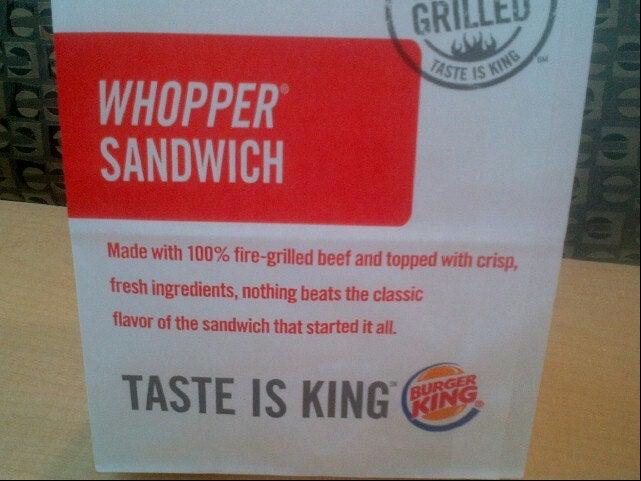 GRILLED
TASTE IS KING
SM
WHOPPER®
SANDWICH
Made with 100% fire-grilled beef and topped with crisp,
fresh ingredients, nothing beats the classic
flavor of the sandwich that started it all.
TASTE IS KING™
BURGER
KING®